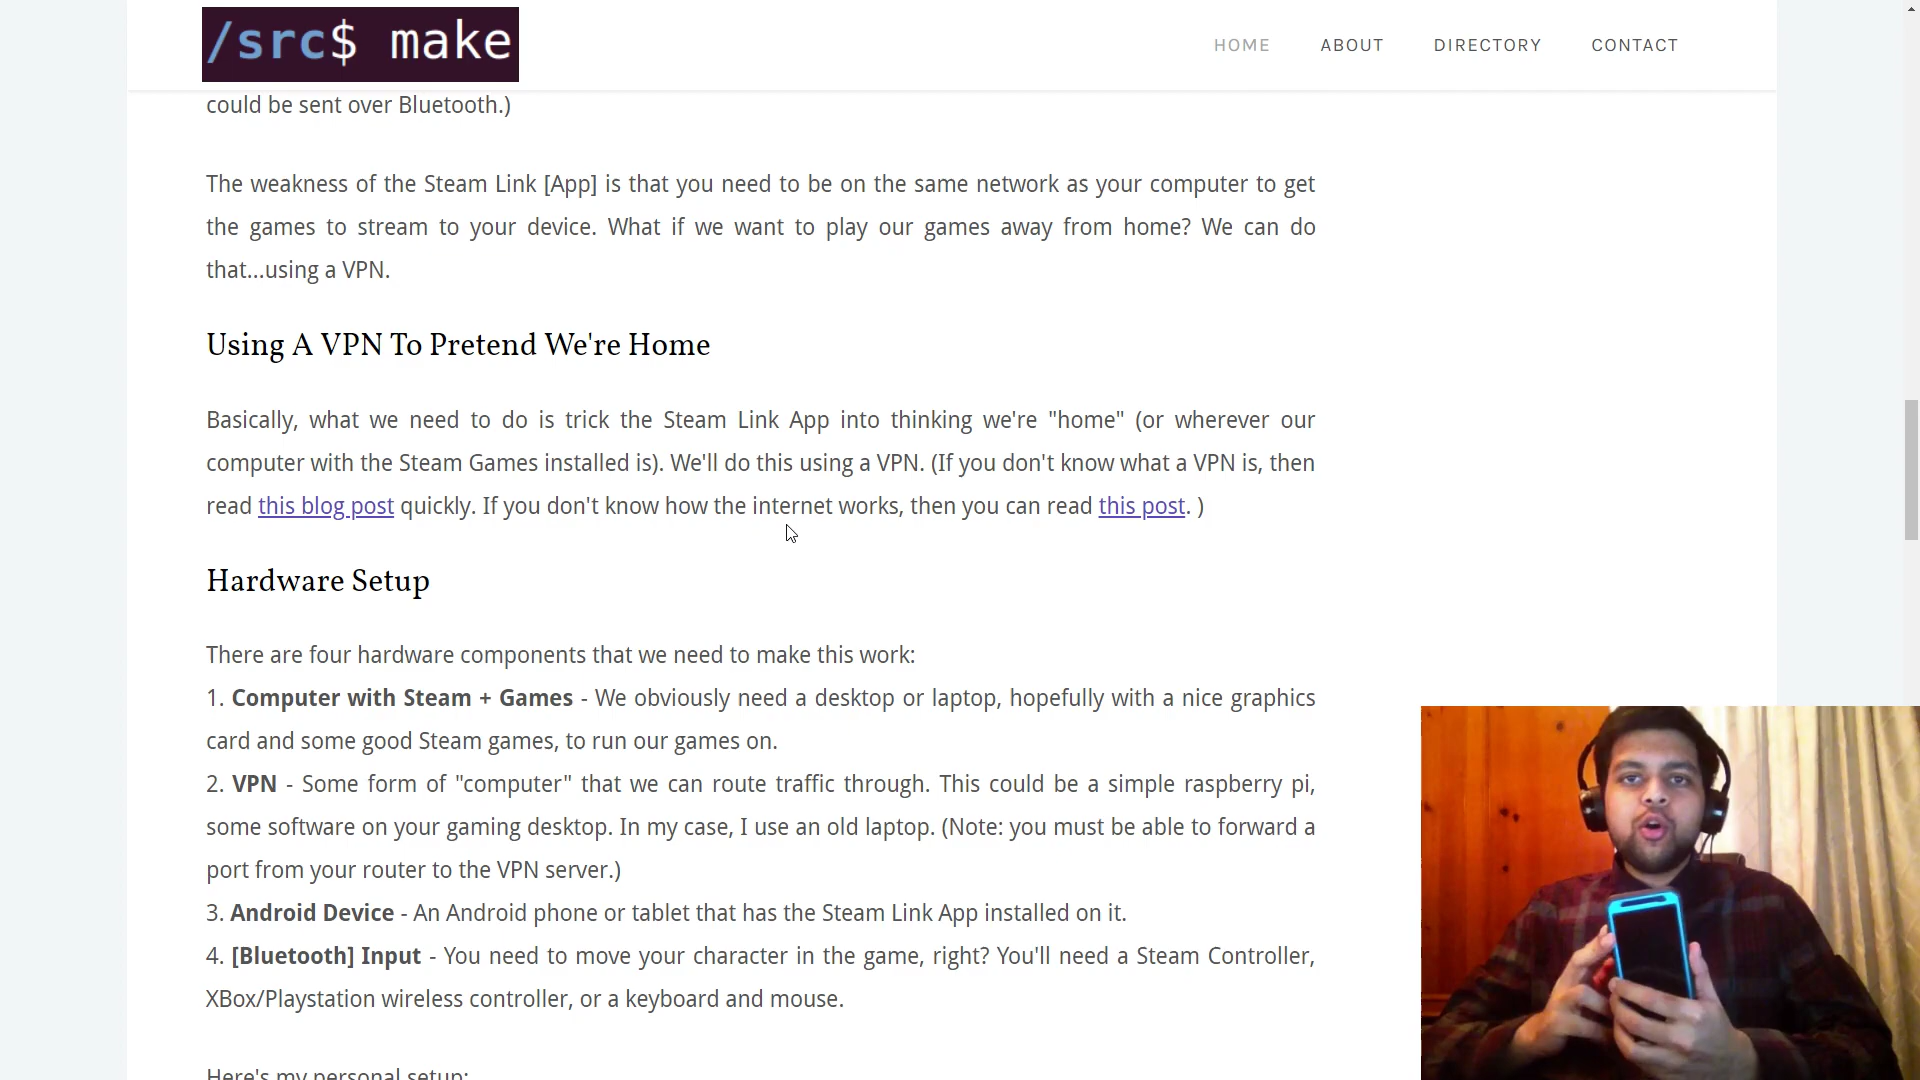 /src$ make
HOME ABOUT DIRECTORY CONTACT
could be sent over Bluetooth.)
The weakness of the Steam Link [App] is that you need to be on the same network as your computer to get
the games to stream to your device. What if we want to play our games away from home? We can do
that...using a VPN.
Using A VPN To Pretend We're Home
Basically, what we need to do is trick the Steam Link App into thinking we're "home" (or wherever our
computer with the Steam Games installed is). We'll do this using a VPN. (If you don't know what a VPN is, then
read this blog post quickly. If you don't know how the internet works, then you can read this post. )
Hardware Setup
There are four hardware components that we need to make this work:
1. Computer with Steam + Games - We obviously need a desktop or laptop, hopefully with a nice graphics
card and some good Steam games, to run our games on.
2. VPN - Some form of "computer" that we can route traffic through. This could be a simple raspberry pi,
some software on your gaming desktop. In my case, I use an old laptop. (Note: you must be able to forward a
port from your router to the VPN server.)
3. Android Device - An Android phone or tablet that has the Steam Link App installed on it.
4. [Bluetooth] Input - You need to move your character in the game, right? You'll need a Steam Controller,
XBox/Playstation wireless controller, or a keyboard and mouse.
Here's my personal setup: